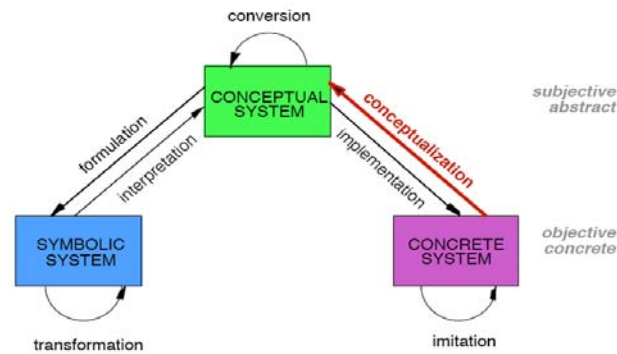 conversion
CONCEPTUAL
SYSTEM
subjective
abstract
formulation
interpretation
implementation
conceptualization
SYMBOLIC
SYSTEM
CONCRETE
SYSTEM
objective
concrete
transformation
imitation